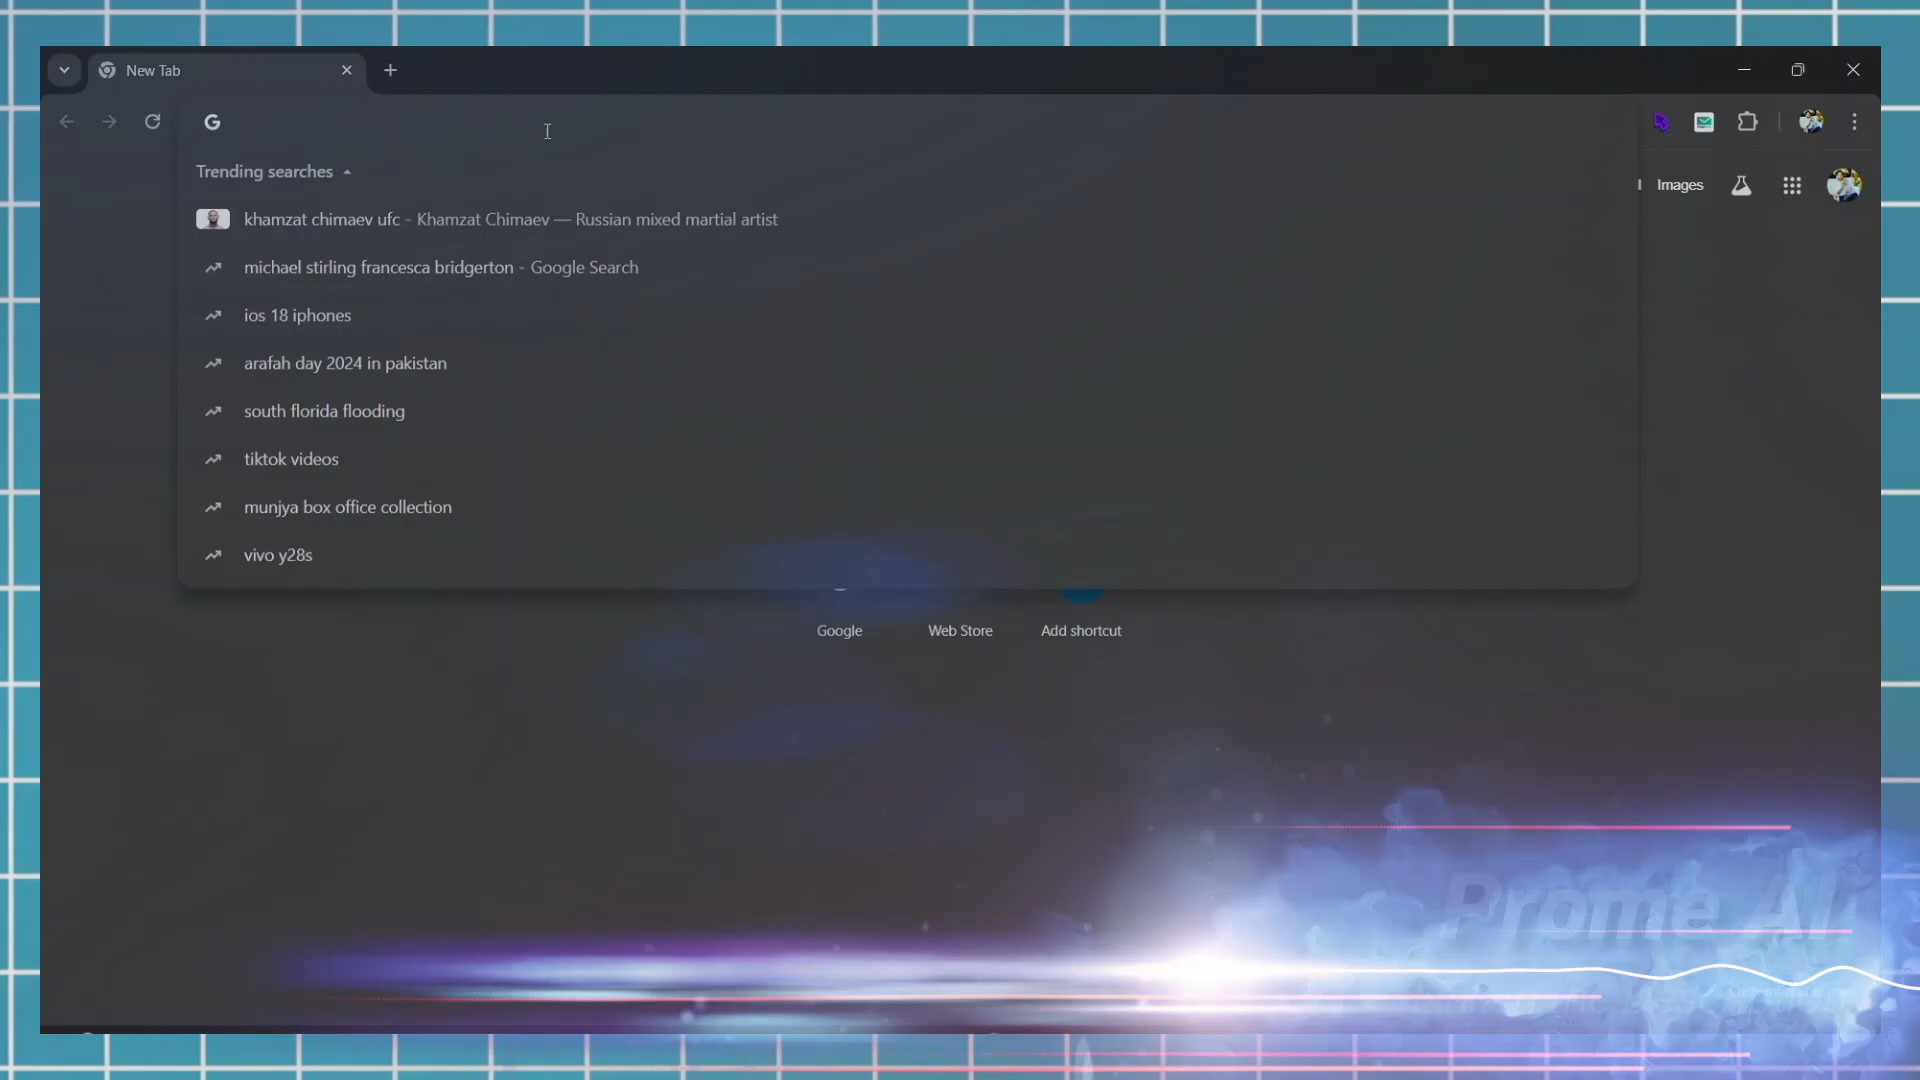 New Tab
G
Trending searches
khamzat chimaev ufc - Khamzat Chimaev — Russian mixed martial artist
Images
michael stirling francesca bridgerton - Google Search
ios 18 iphones
arafah day 2024 in pakistan
south florida flooding
tiktok videos
munjya box office collection
vivo y28s
Google
Web Store
Add shortcut
Prome AI